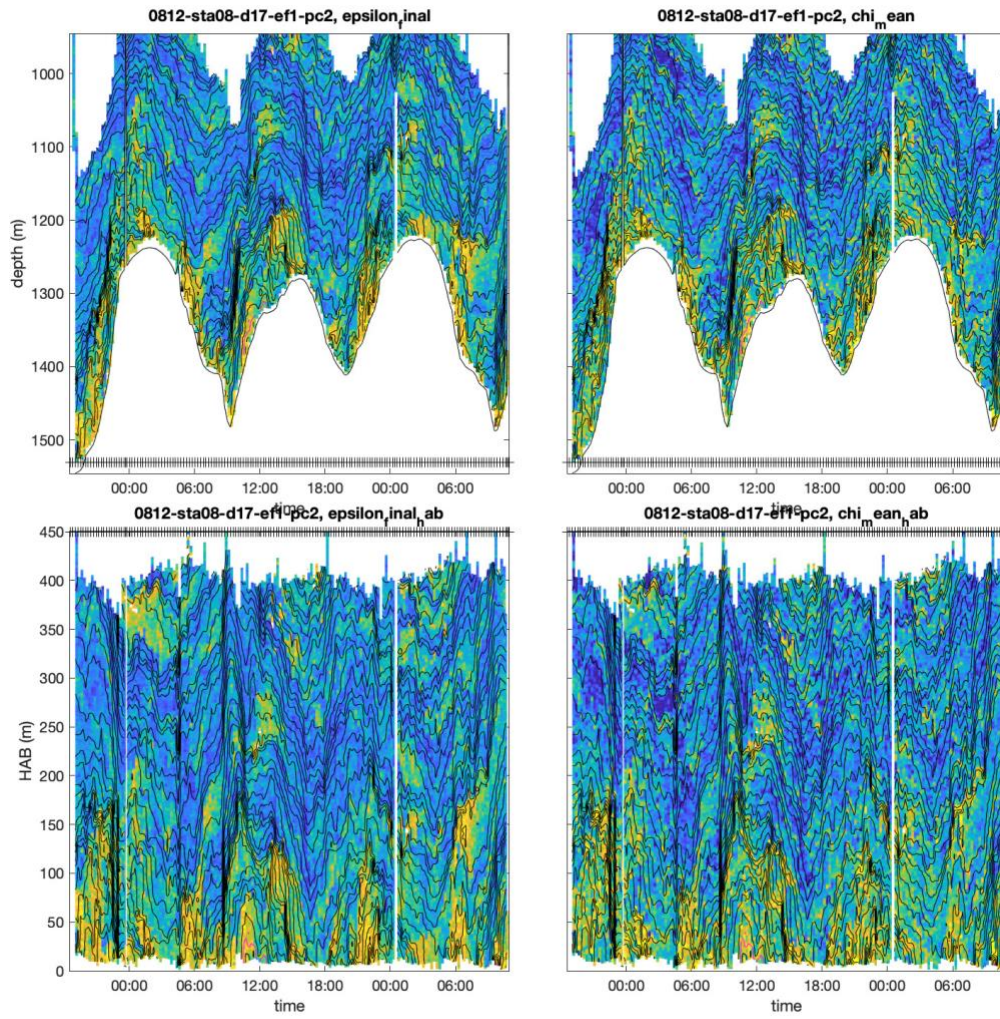 0812-sta08-d17-ef1-pc2, epsilon_final
0812-sta08-d17-ef1-pc2, chi_mean
depth (m)
1000
1100
1200
1300
1400
1500
00:00 06:00 12:00 18:00 00:00 06:00
time
00:00 06:00 12:00 18:00 00:00 06:00
time
0812-sta08-d17-ef1-pc2, epsilon_final_hab
0812-sta08-d17-ef1-pc2, chi_mean_hab
HAB (m)
450
400
350
300
250
200
150
100
50
0
00:00 06:00 12:00 18:00 00:00 06:00
time
00:00 06:00 12:00 18:00 00:00 06:00
time